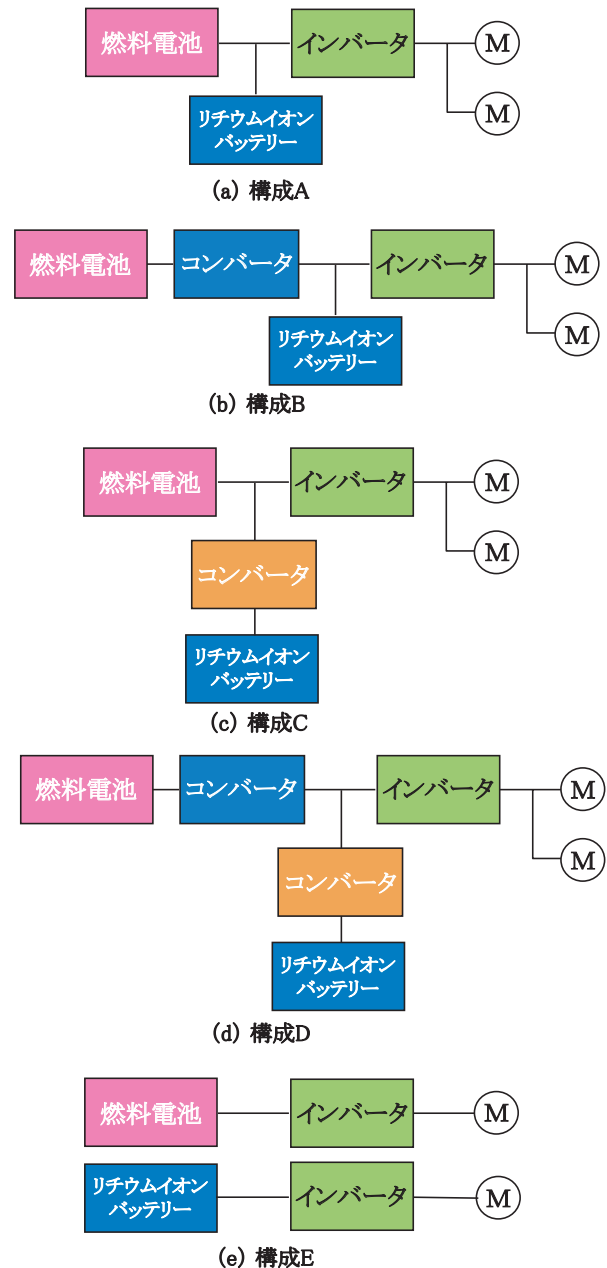 燃料電池
インバータ
M
M
リチウムイオン
バッテリー
(a) 構成A
燃料電池
コンバータ
インバータ
M
M
リチウムイオン
バッテリー
(b) 構成B
燃料電池
インバータ
M
M
コンバータ
リチウムイオン
バッテリー
(c) 構成C
燃料電池
コンバータ
インバータ
M
M
コンバータ
リチウムイオン
バッテリー
(d) 構成D
燃料電池
インバータ
M
リチウムイオン
バッテリー
インバータ
M
(e) 構成E